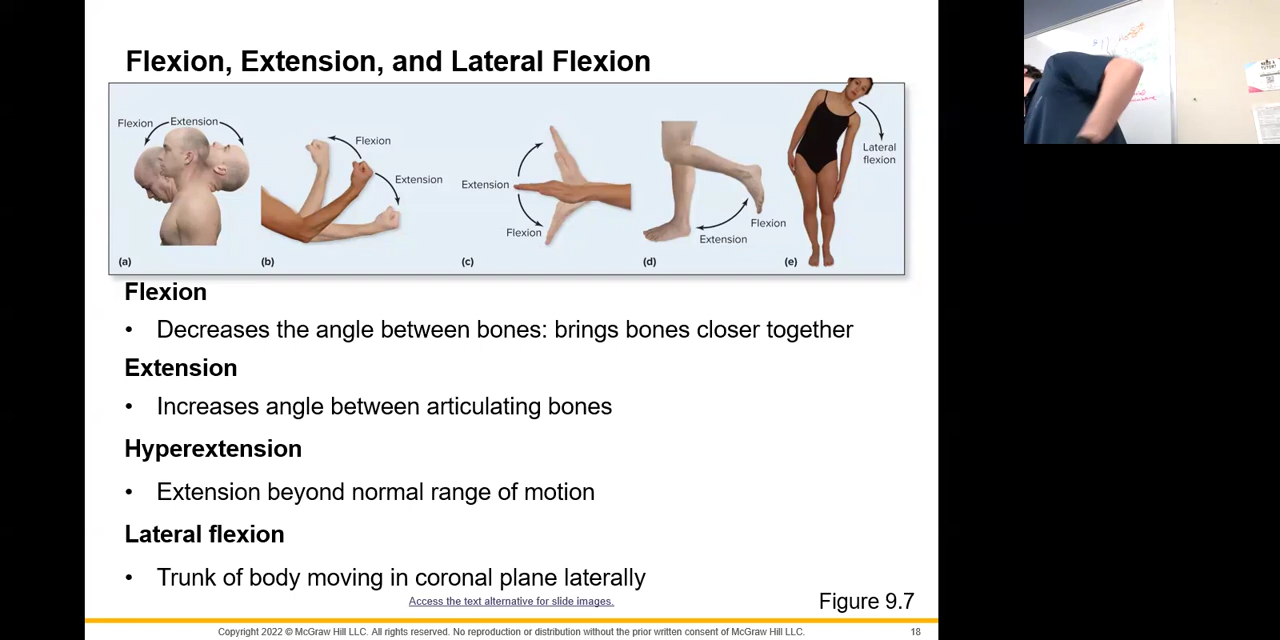 Flexion, Extension, and Lateral Flexion
Flexion
Extension
Flexion
Extension
Extension
Flexion
Flexion
Extension
Lateral
flexion
(a)
(b)
(c)
(d)
(e)
Flexion
• Decreases the angle between bones: brings bones closer together
Extension
• Increases angle between articulating bones
Hyperextension
• Extension beyond normal range of motion
Lateral flexion
• Trunk of body moving in coronal plane laterally
Access the text alternative for slide images.
Figure 9.7
Copyright 2022 © McGraw Hill LLC. All rights reserved. No reproduction or distribution without the prior written consent of McGraw Hill LLC.
18
NEED A
TUTOR?